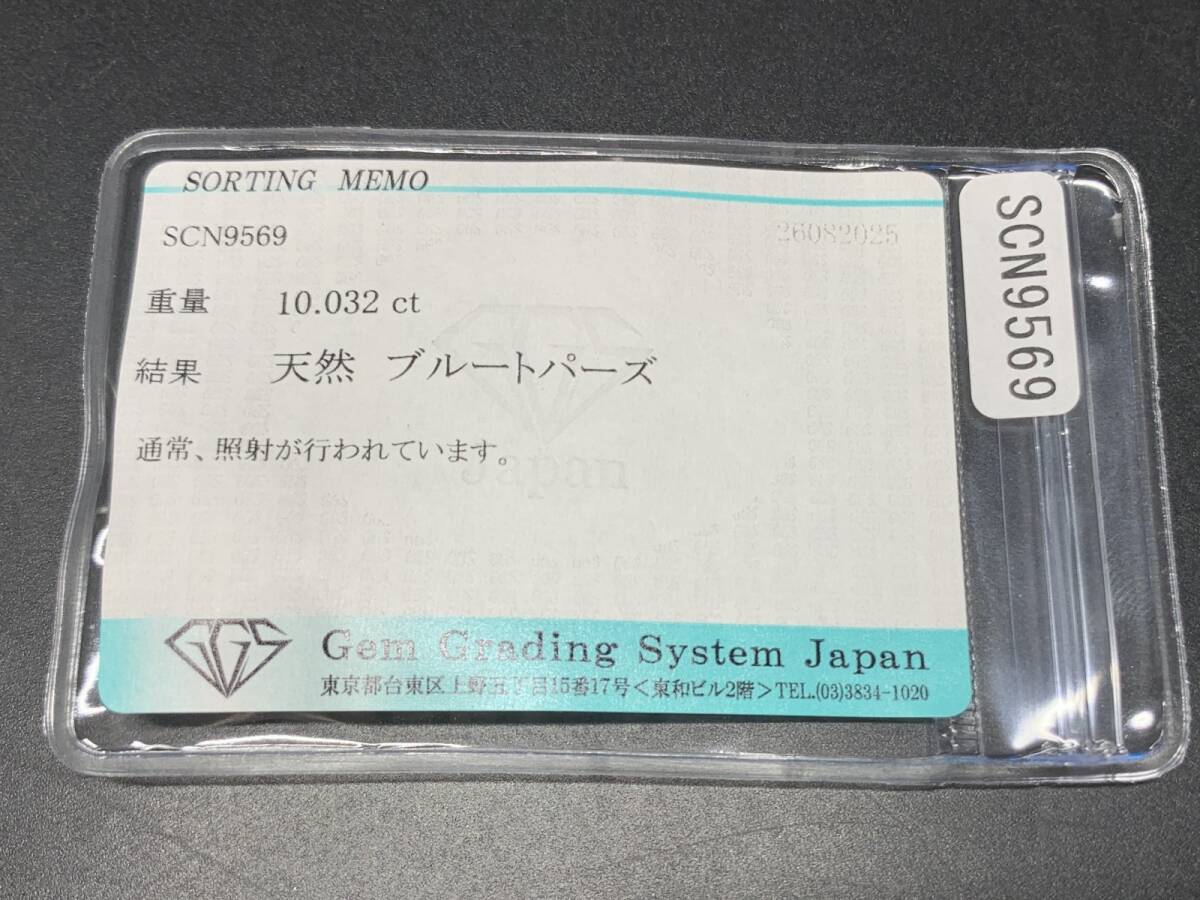 SORTING MEMO
SCN9569 26082025
重量 10.032 ct
結果 天然 ブルートパーズ
通常、照射が行われています。
Japan
GGS Gem Grading System Japan
東京都台東区上野五丁目15番17号＜東和ビル2階＞TEL.(03)3834-1020
SCN9569